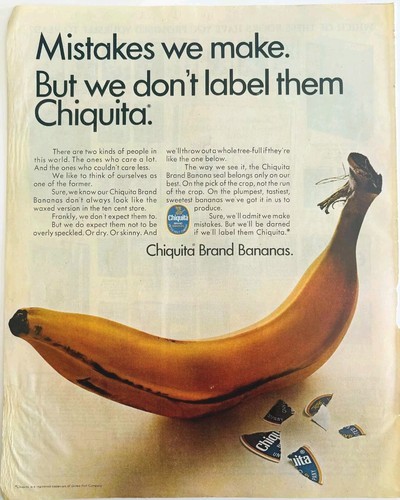 Mistakes we make.
But we don't label them
Chiquita®.
There are two kinds of people in
this world. The ones who care a lot.
And the ones who couldn't care less.
We like to think of ourselves as
one of the former.
Sure, we know our Chiquita Brand
Bananas don't always look like the
waxed version in the ten cent store.
Frankly, we don't expect them to.
But we do expect them not to be
overly speckled. Or dry. Or skinny. And
we'll throw out a whole tree-full if they're
like the one below.
The way we see it, the Chiquita
Brand Banana seal belongs only on our
best. On the pick of the crop, not the run
of the crop. On the plumpest, tastiest,
sweetest bananas we've got it in us to
produce.
Sure, we'll admit we make
mistakes. But we'll be darned
if we'll label them Chiquita.*
Chiquita
Chiquita® Brand Bananas.
Chiqu
uita